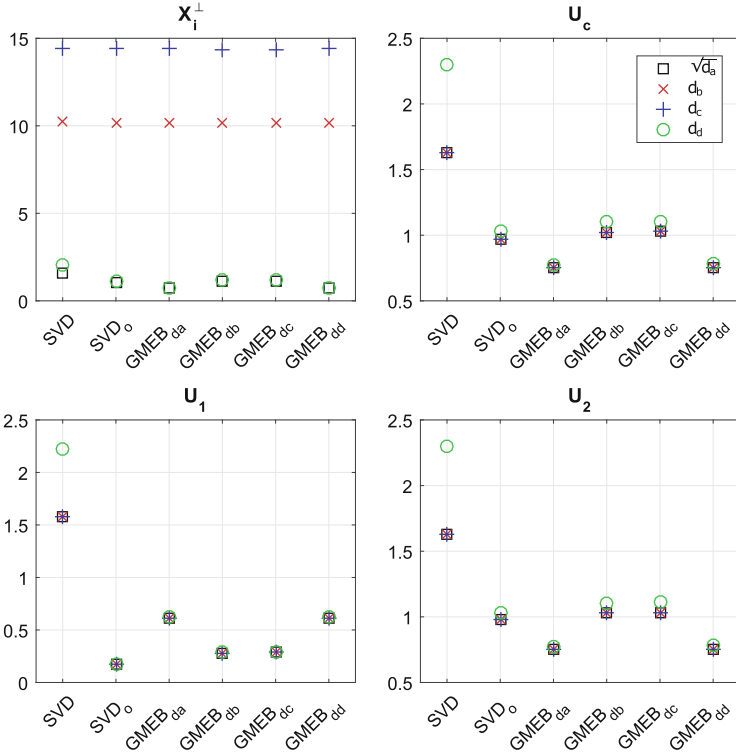 X_i^⊥
15
10
5
0
SVD
SVD_o
GMEB_da
GMEB_db
GMEB_dc
GMEB_dd
U_c
2.5
2
1.5
1
0.5
√d_a
d_b
d_c
d_d
SVD
SVD_o
GMEB_da
GMEB_db
GMEB_dc
GMEB_dd
U_1
2.5
2
1.5
1
0.5
0
SVD
SVD_o
GMEB_da
GMEB_db
GMEB_dc
GMEB_dd
U_2
2.5
2
1.5
1
0.5
SVD
SVD_o
GMEB_da
GMEB_db
GMEB_dc
GMEB_dd